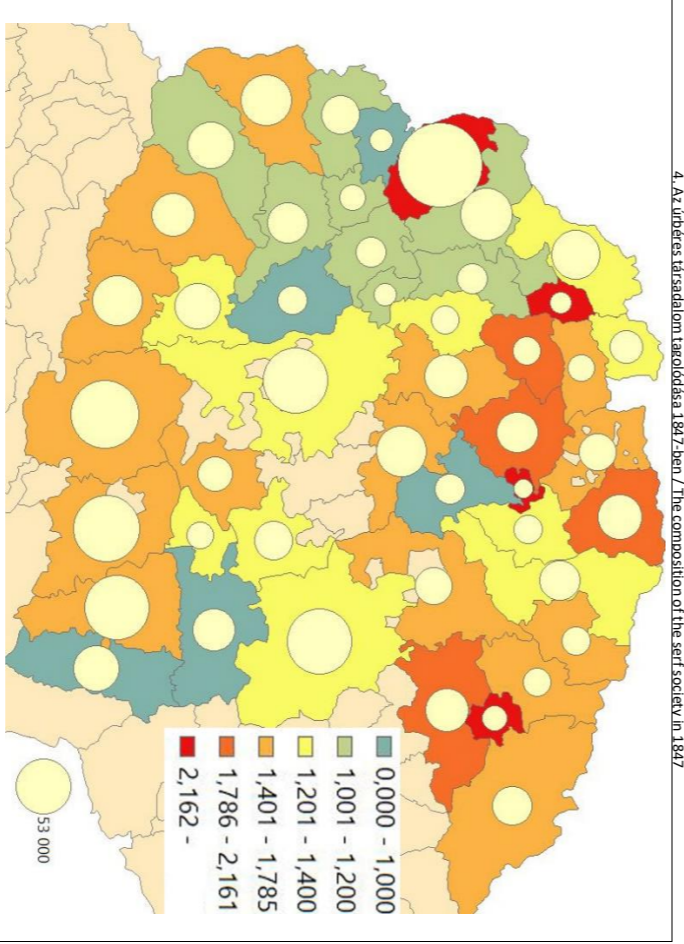 4. Az úrbéres társadalom tagolódása 1847-ben / The composition of the serf society in 1847
0,000 - 1,000
1,001 - 1,200
1,201 - 1,400
1,401 - 1,785
1,786 - 2,161
2,162 -
53 000